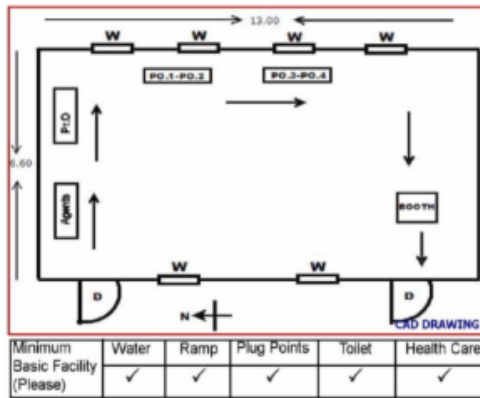 13.00
W W W W
PO.1-PO.2 PO.3-PO.4
Pr.O
6.60
Agents
BOOTH
W W
D D
N
CAD DRAWING
Minimum Basic Facility (Please) Water Ramp Plug Points Toilet Health Care
✓ ✓ ✓ ✓ ✓